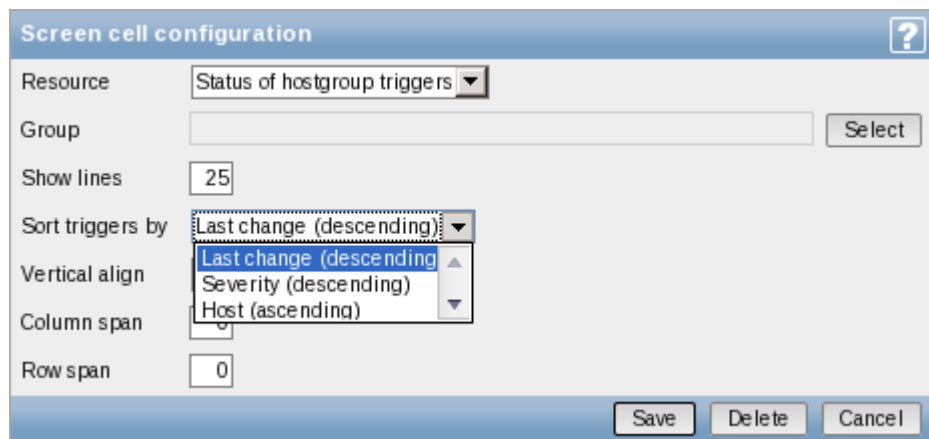 Screen cell configuration ?
Resource Status of hostgroup triggers
Group Select
Show lines 25
Sort triggers by Last change (descending)
Last change (descending
Vertical align Severity (descending)
Host (ascending)
Column span
Row span 0
Save Delete Cancel